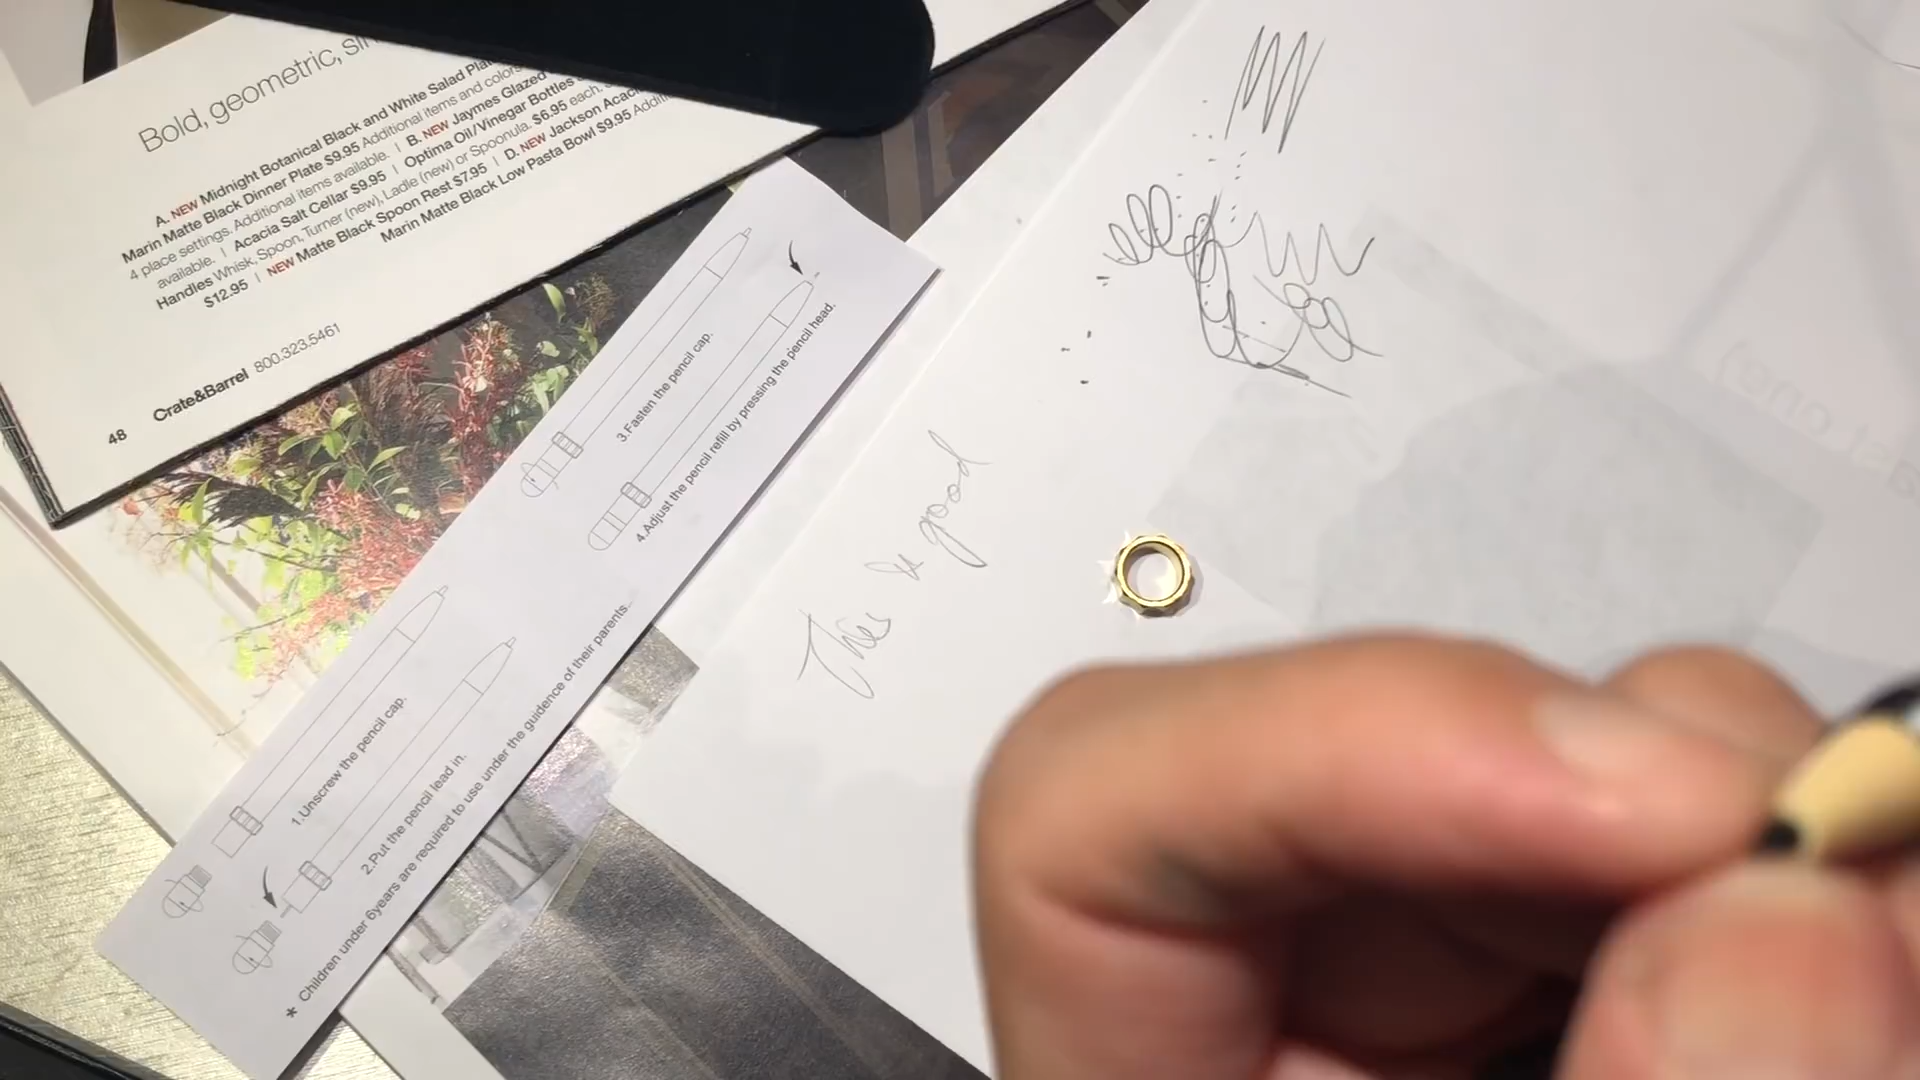 Bold, geometric,
A. NEW Midnight Botanical Black and White Salad
Marin Matte Black Dinner Plate $9.95 Additional items and colors
4 place settings. Additional items available. | B. NEW Jaymes Glazed
available. | Acacia Salt Cellar $9.95 | Optima Oil/Vinegar Bottles
Handles Whisk, Spoon, Turner (new), Ladle (new) or Spoonula. $6.95 each.
$12.95 | NEW Matte Black Spoon Rest $7.95 | D. NEW Jackson Acacia
Marin Matte Black Low Pasta Bowl $9.95
48 Crate&Barrel 800.323.5461
1.Unscrew the pencil cap.
2.Put the pencil lead in.
3.Fasten the pencil cap.
4.Adjust the pencil refill by pressing the pencil head.
* Children under 6years are required to use under the guidence of their parents.
This is good